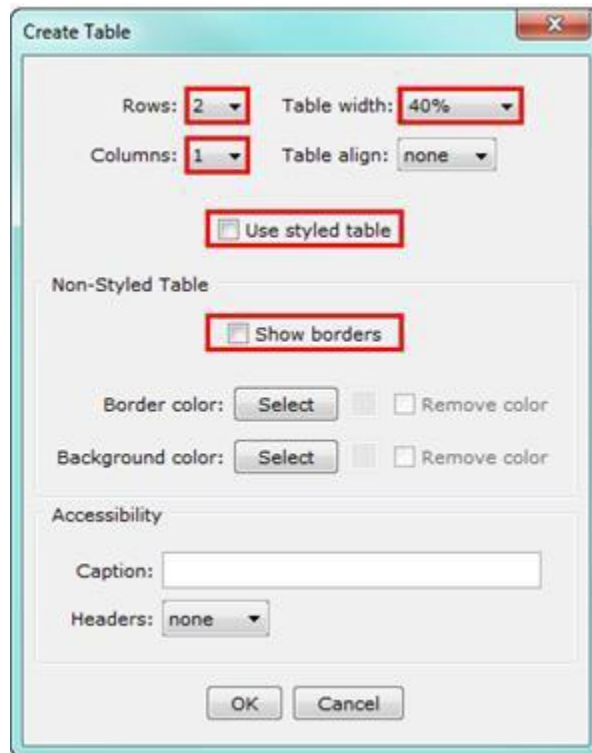 Create Table
Rows: 2 Table width: 40%
Columns: 1 Table align: none
Use styled table
Non-Styled Table
Show borders
Border color: Select Remove color
Background color: Select Remove color
Accessibility
Caption:
Headers: none
OK Cancel